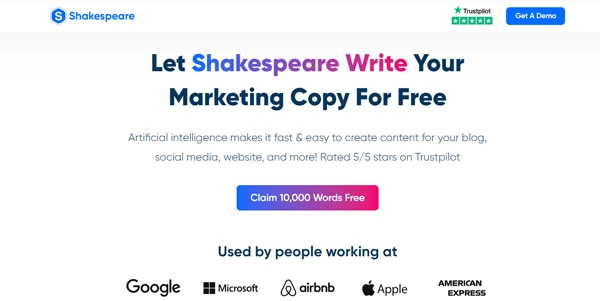 Shakespeare
Trustpilot
Get A Demo
Let Shakespeare Write Your
Marketing Copy For Free
Artificial intelligence makes it fast & easy to create content for your blog,
social media, website, and more! Rated 5/5 stars on Trustpilot
Claim 10,000 Words Free
Used by people working at
Google
Microsoft
airbnb
Apple
AMERICAN
EXPRESS